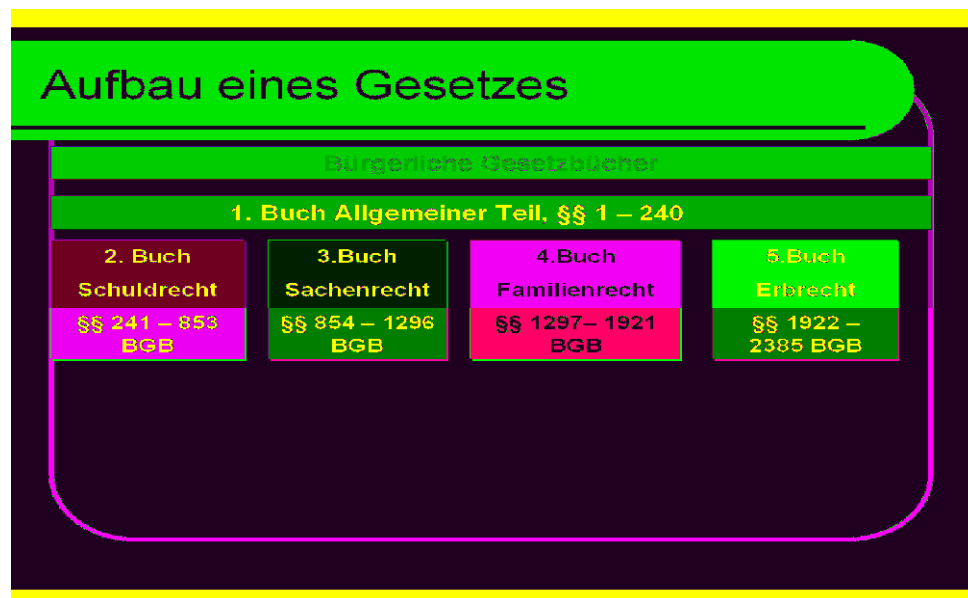 Aufbau eines Gesetzes
Bürgerliche Gesetzbücher
1. Buch Allgemeiner Teil, §§ 1 – 240
2. Buch
Schuldrecht
§§ 241 – 853
BGB
3.Buch
Sachenrecht
§§ 854 – 1296
BGB
4.Buch
Familienrecht
§§ 1297– 1921
BGB
5.Buch
Erbrecht
§§ 1922 –
2385 BGB